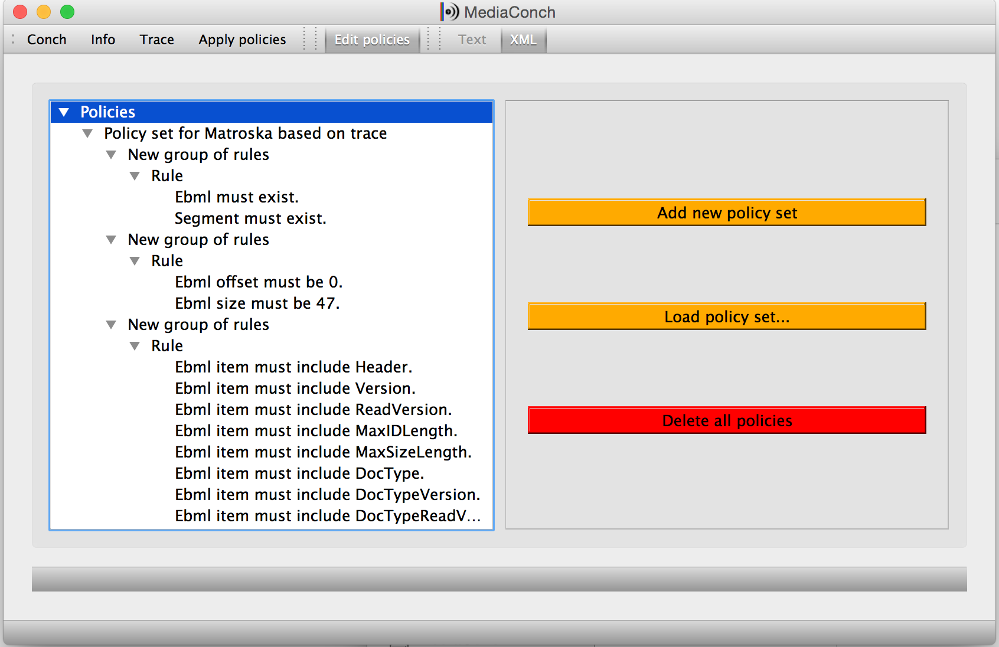 MediaConch
Conch Info Trace Apply policies Edit policies Text XML
Policies
Policy set for Matroska based on trace
New group of rules
Rule
Ebml must exist.
Segment must exist.
New group of rules
Rule
Ebml offset must be 0.
Ebml size must be 47.
New group of rules
Rule
Ebml item must include Header.
Ebml item must include Version.
Ebml item must include ReadVersion.
Ebml item must include MaxIDLength.
Ebml item must include MaxSizeLength.
Ebml item must include DocType.
Ebml item must include DocTypeVersion.
Ebml item must include DocTypeReadV...
Add new policy set
Load policy set...
Delete all policies